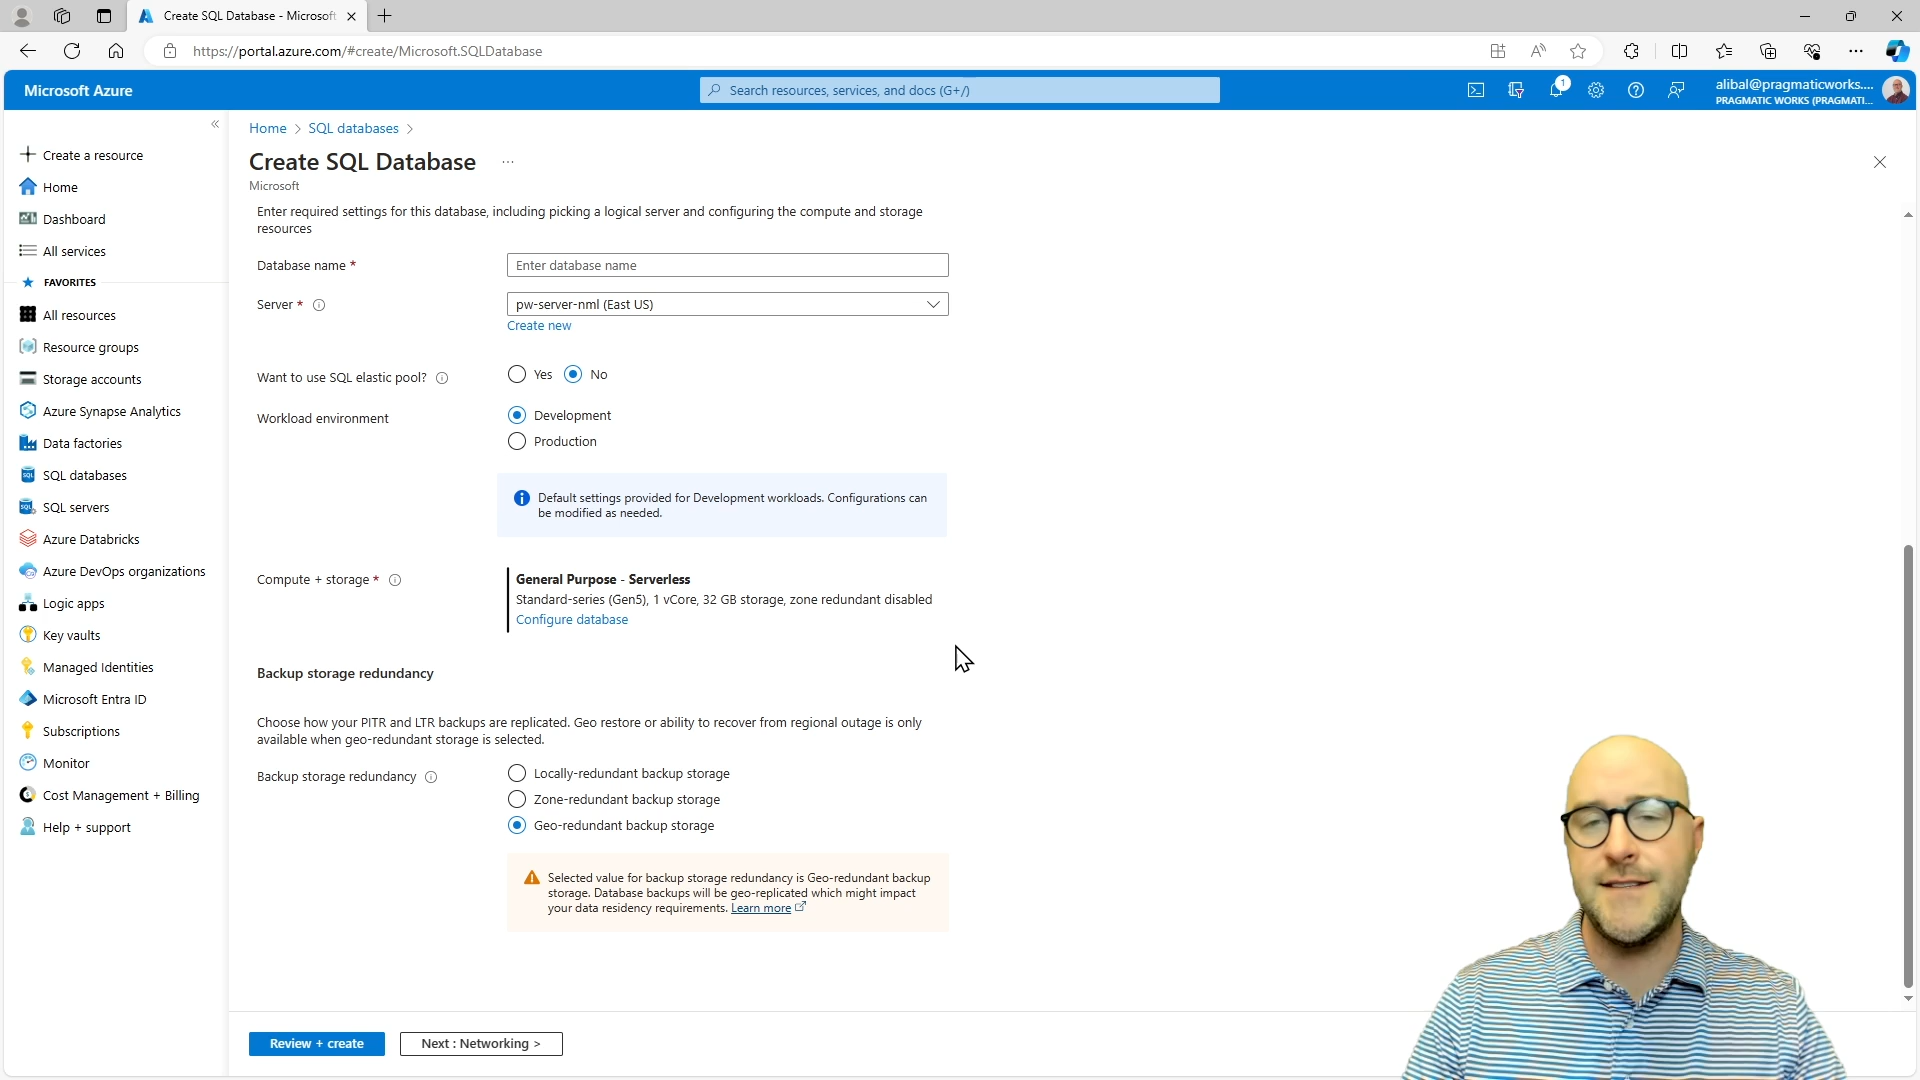 Create SQL Database - Microsoft
https://portal.azure.com/#create/Microsoft.SQLDatabase
Microsoft Azure
Search resources, services, and docs (G+/)
1
alibal@pragmaticworks....
PRAGMATIC WORKS (PRAGMATI...
Create a resource
Home
Dashboard
All services
FAVORITES
All resources
Resource groups
Storage accounts
Azure Synapse Analytics
Data factories
SQL databases
SQL servers
Azure Databricks
Azure DevOps organizations
Logic apps
Key vaults
Managed Identities
Microsoft Entra ID
Subscriptions
Monitor
Cost Management + Billing
Help + support
Home > SQL databases >
Create SQL Database ...
Microsoft
Enter required settings for this database, including picking a logical server and configuring the compute and storage
resources
Database name *
Enter database name
Server *
pw-server-nml (East US)
Create new
Want to use SQL elastic pool?
Yes No
Workload environment
Development
Production
Default settings provided for Development workloads. Configurations can
be modified as needed.
Compute + storage *
General Purpose - Serverless
Standard-series (Gen5), 1 vCore, 32 GB storage, zone redundant disabled
Configure database
Backup storage redundancy
Choose how your PITR and LTR backups are replicated. Geo restore or ability to recover from regional outage is only
available when geo-redundant storage is selected.
Backup storage redundancy
Locally-redundant backup storage
Zone-redundant backup storage
Geo-redundant backup storage
Selected value for backup storage redundancy is Geo-redundant backup
storage. Database backups will be geo-replicated which might impact
your data residency requirements. Learn more
Review + create
Next : Networking >